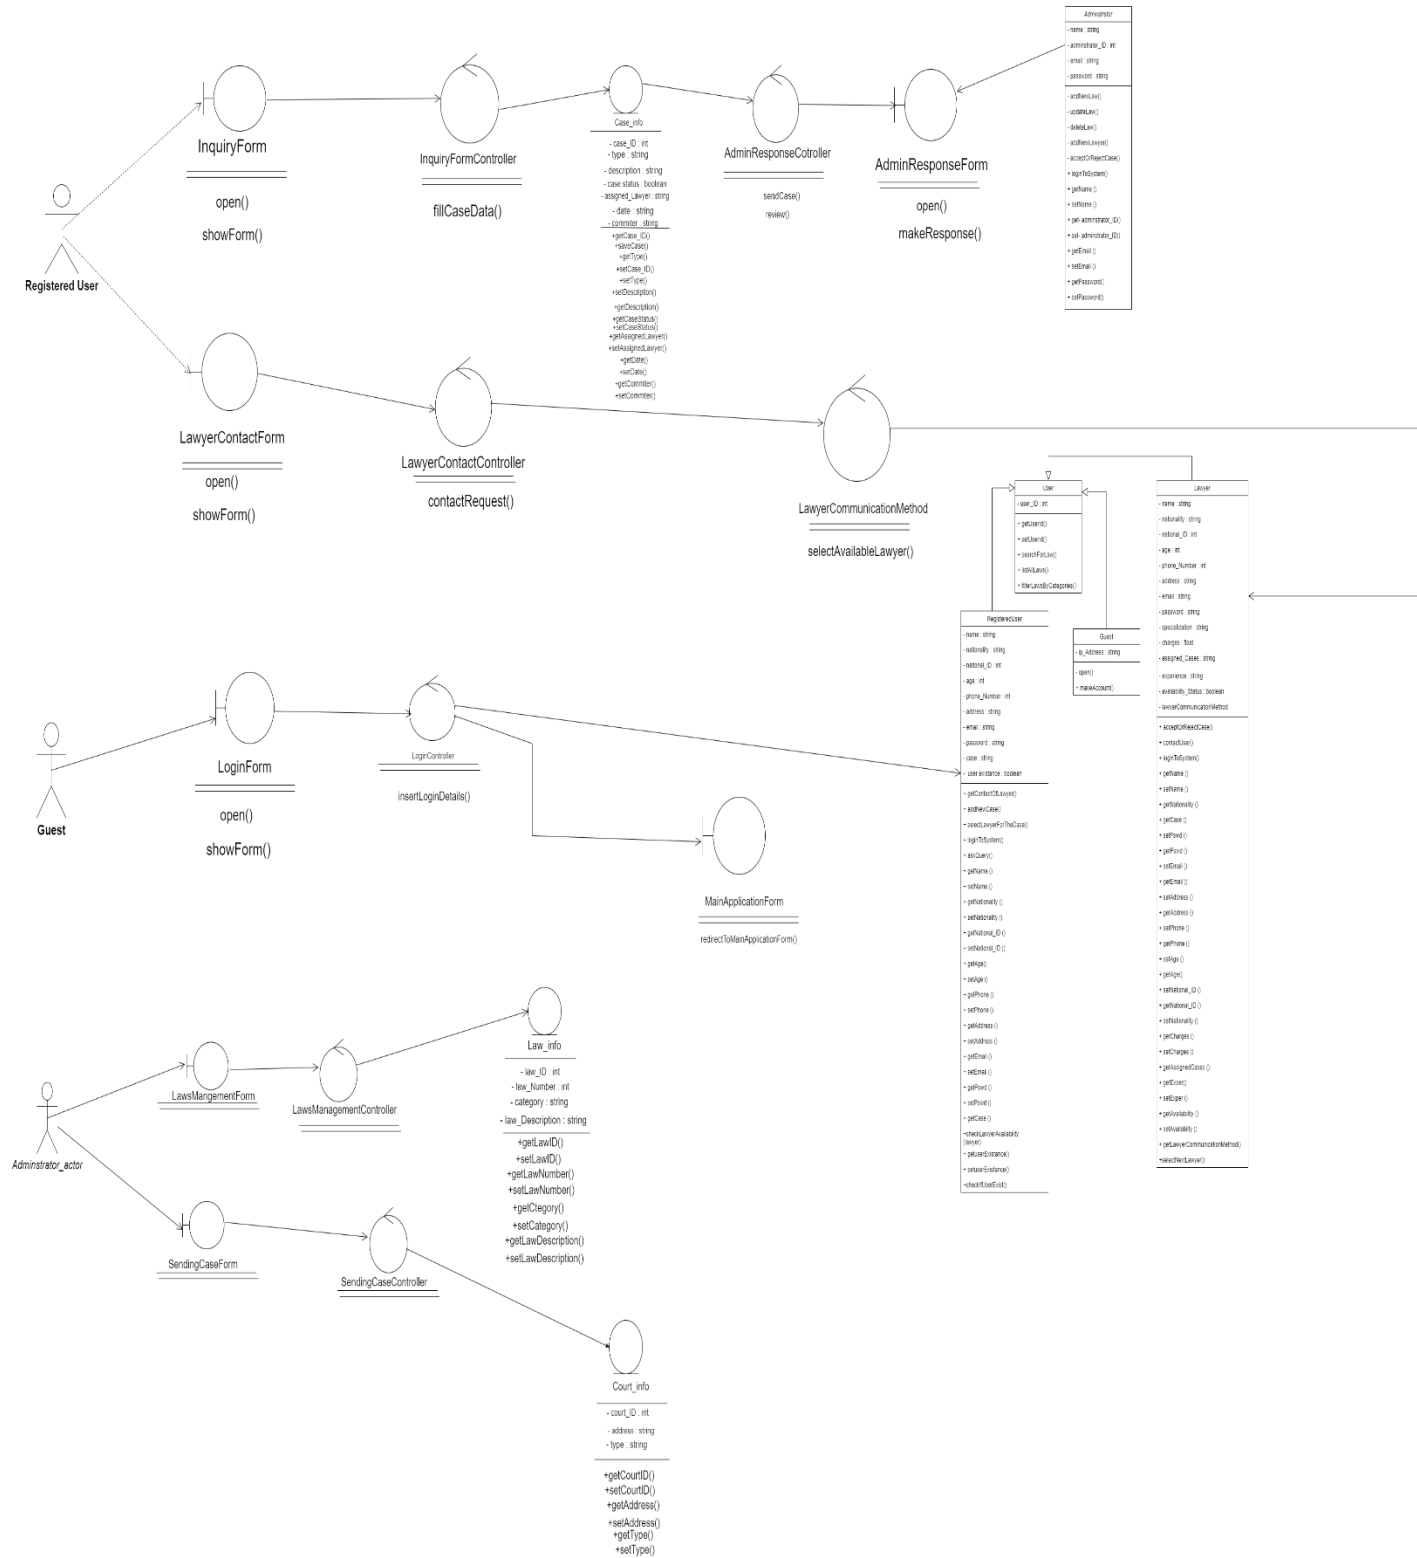 Adminstrator
- name : string
- adminstrator_ID : int
- email : string
- password : string
- addNewLaw()
- updateLaw()
- deleteLaw()
- addNewLawyer()
- acceptOrRejectCase()
+ loginToSystem()
+ getName ()
+ setName ()
+ get- adminstrator_ID()
+ set- adminstrator_ID()
+ getEmail ()
+ setEmail ()
+ getPassword()
+ setPassword()
InquiryForm
open()
showForm()
InquiryFormController
fillCaseData()
Case_info
- case_ID : int
- type : string
- description : string
- case status : boolean
- assigned_Lawyer : string
- date : string
- commiter : string
+getCase_ID()
+saveCase()
+getType()
+setCase_ID()
+setType()
+setDescription()
+getDescription()
+getCaseStatus()
+setCaseStatus()
+getAssignedLawyer()
+setAssignedLawyer()
+getDate()
+setDate()
+getCommiter()
+setCommiter()
AdminResponseCotroller
sendCase()
review()
AdminResponseForm
open()
makeResponse()
Registered User
LawyerContactForm
open()
showForm()
LawyerContactController
contactRequest()
LawyerCommunicationMethod
selectAvailableLawyer()
User
- user_ID : int
+ getUserId()
+ setUserId()
+ searchForLaw()
+ listAllLaws()
+ filterLawsByCategories()
Lawyer
- name : string
- nationality : string
- national_ID : int
- age : int
- phone_Number : int
- address : string
- email : string
- password : string
- specialization : string
- charges : float
- assigned_Cases : string
- experience : string
- availability_Status : boolean
- lawyerCommunicationMethod
+ acceptOrRejectCase()
+ contactUser()
+ loginToSystem()
+ getName ()
+ setName ()
+ getNationality ()
+ getCase ()
+ setPswd ()
+ getPswd ()
+ setEmail ()
+ getEmail ()
+ setAddress ()
+ getAddress ()
+ setPhone ()
+ getPhone ()
+ setAge ()
+ getAge()
+ setNational_ID ()
+ getNational_ID ()
+ setNationality ()
+ getCharges ()
+ setCharges ()
+ getAssignedCases ()
+ getExper()
+ setExper ()
+ getAvailability ()
+ setAvailability ()
+ getLawyerCommunicationMethod()
+selectNextLawyer()
RegisteredUser
- name : string
- nationality : string
- national_ID : int
- age : int
- phone_Number : int
- address : string
- email : string
- password : string
- case : string
- user existance : boolean
+ getContactOfLawyer()
+ addNewCase()
+ selectLawyerForTheCase()
+ loginToSystem()
+ askQuery()
+ getName ()
+ setName ()
+ getNationality ()
+ setNationality ()
+ getNational_ID ()
+ setNational_ID ()
+ getAge()
+ setAge ()
+ getPhone ()
+ setPhone ()
+ getAddress ()
+ setAddress ()
+ getEmail ()
+ setEmail ()
+ getPswd ()
+ setPswd ()
+ getCase ()
+checkLawyerAvailability
(lawyer)
- getuserExistance()
+ setuserExistance()
+checkIfUserExist()
Guest
- ip_Address : string
- open()
+ makeAccount()
Guest
LoginForm
open()
showForm()
LoginController
insertLoginDetails()
MainApplicationForm
redirectToMainApplicationForm()
Adminstrator_actor
LawsMangementForm
LawsManagementController
Law_info
- law_ID : int
- law_Number : int
- category : string
- law_Description : string
+getLawID()
+setLawID()
+getLawNumber()
+setLawNumber()
+getCtegory()
+setCategory()
+getLawDescription()
+setLawDescription()
SendingCaseForm
SendingCaseController
Court_info
- court_ID : int
- address : string
- type : string
+getCourtID()
+setCourtID()
+getAddress()
+setAddress()
+getType()
+setType()